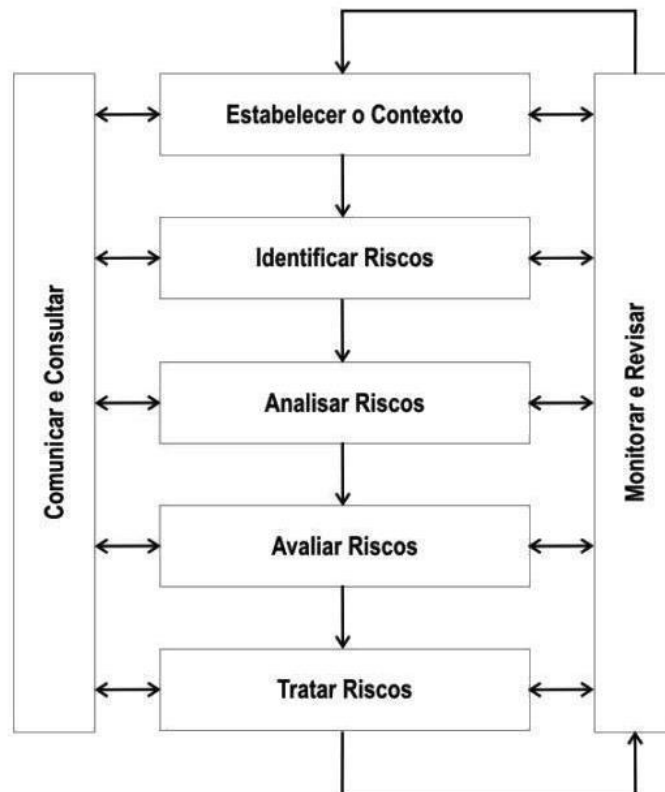 Estabelecer o Contexto
Identificar Riscos
Analisar Riscos
Avaliar Riscos
Tratar Riscos
Comunicar e Consultar
Monitorar e Revisar